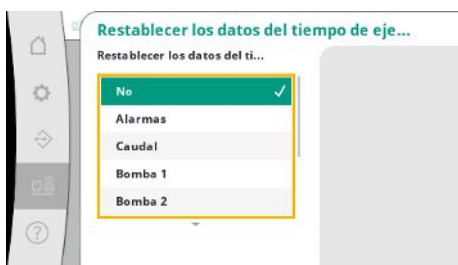 Restablecer los datos del tiempo de eje...
Restablecer los datos del ti...
No
Alarmas
Caudal
Bomba 1
Bomba 2